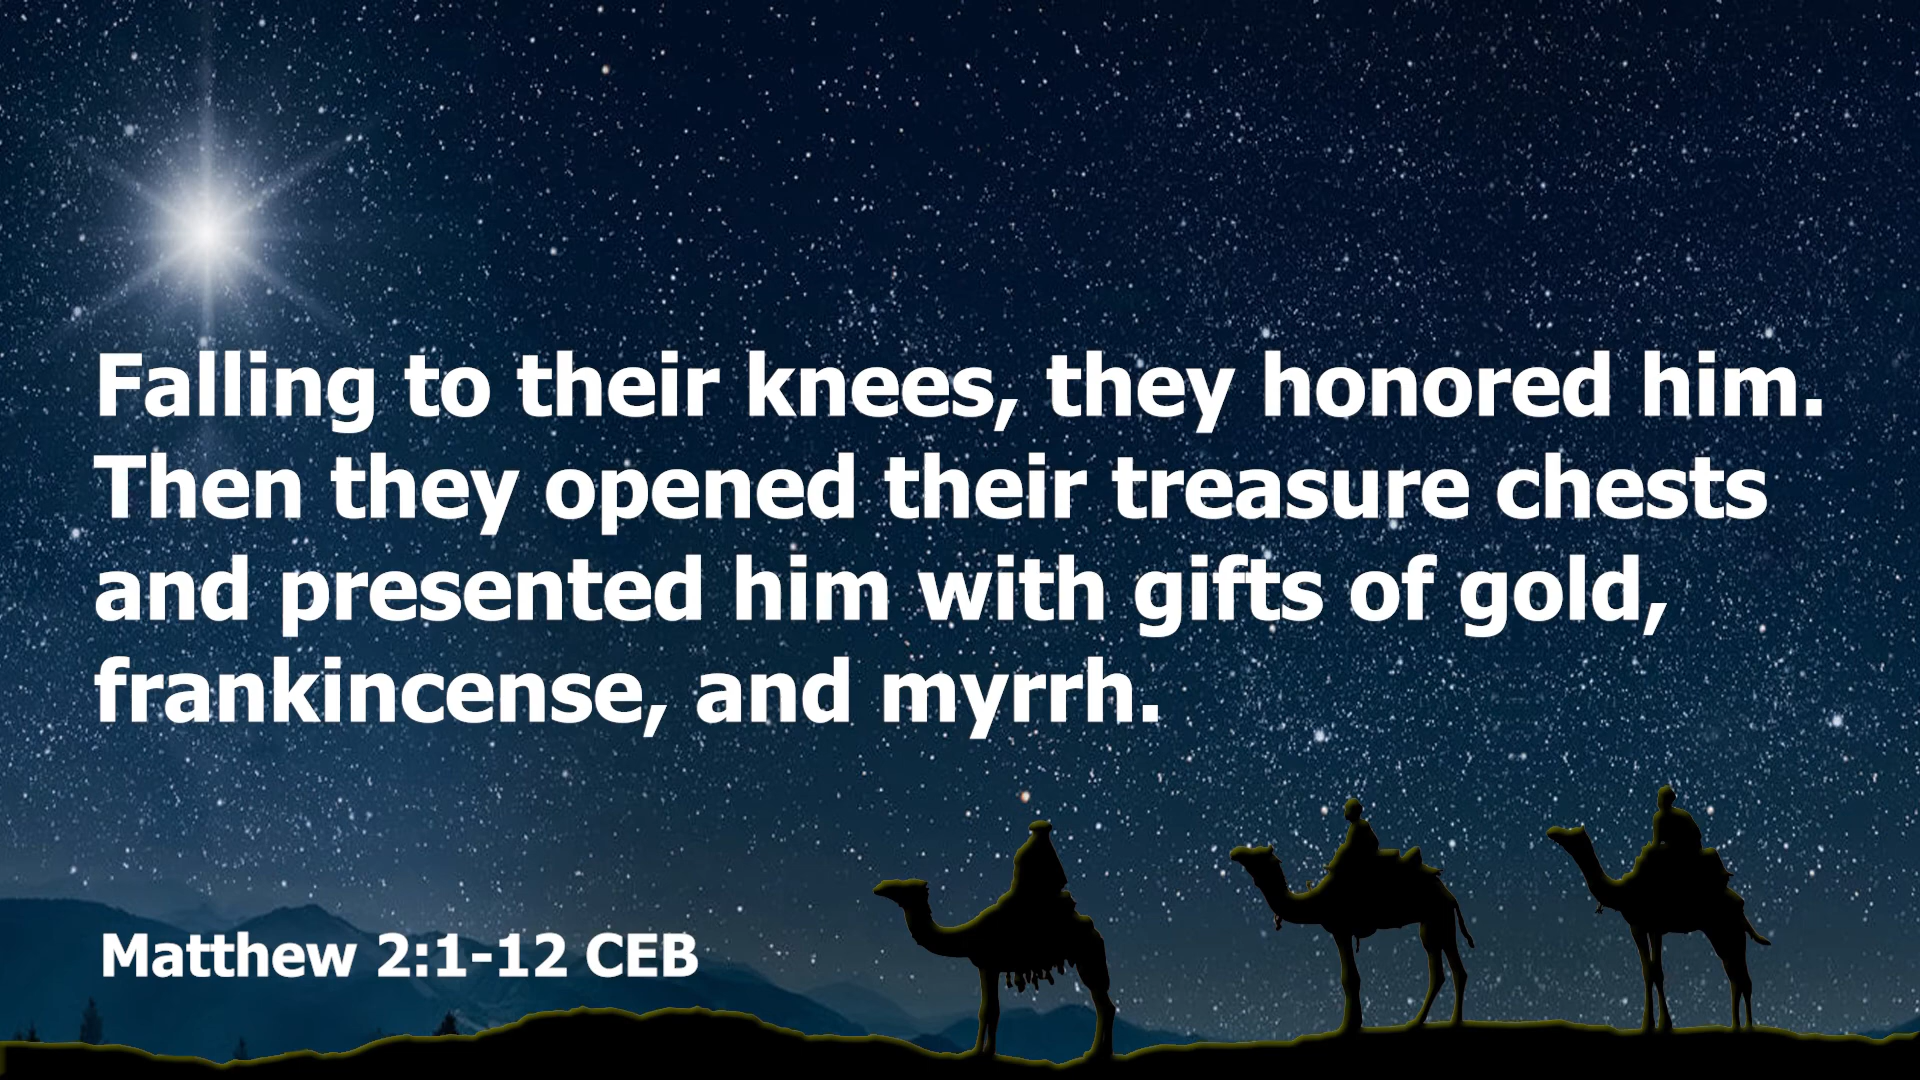 Falling to their knees, they honored him.
Then they opened their treasure chests
and presented him with gifts of gold,
frankincense, and myrrh.
Matthew 2:1-12 CEB